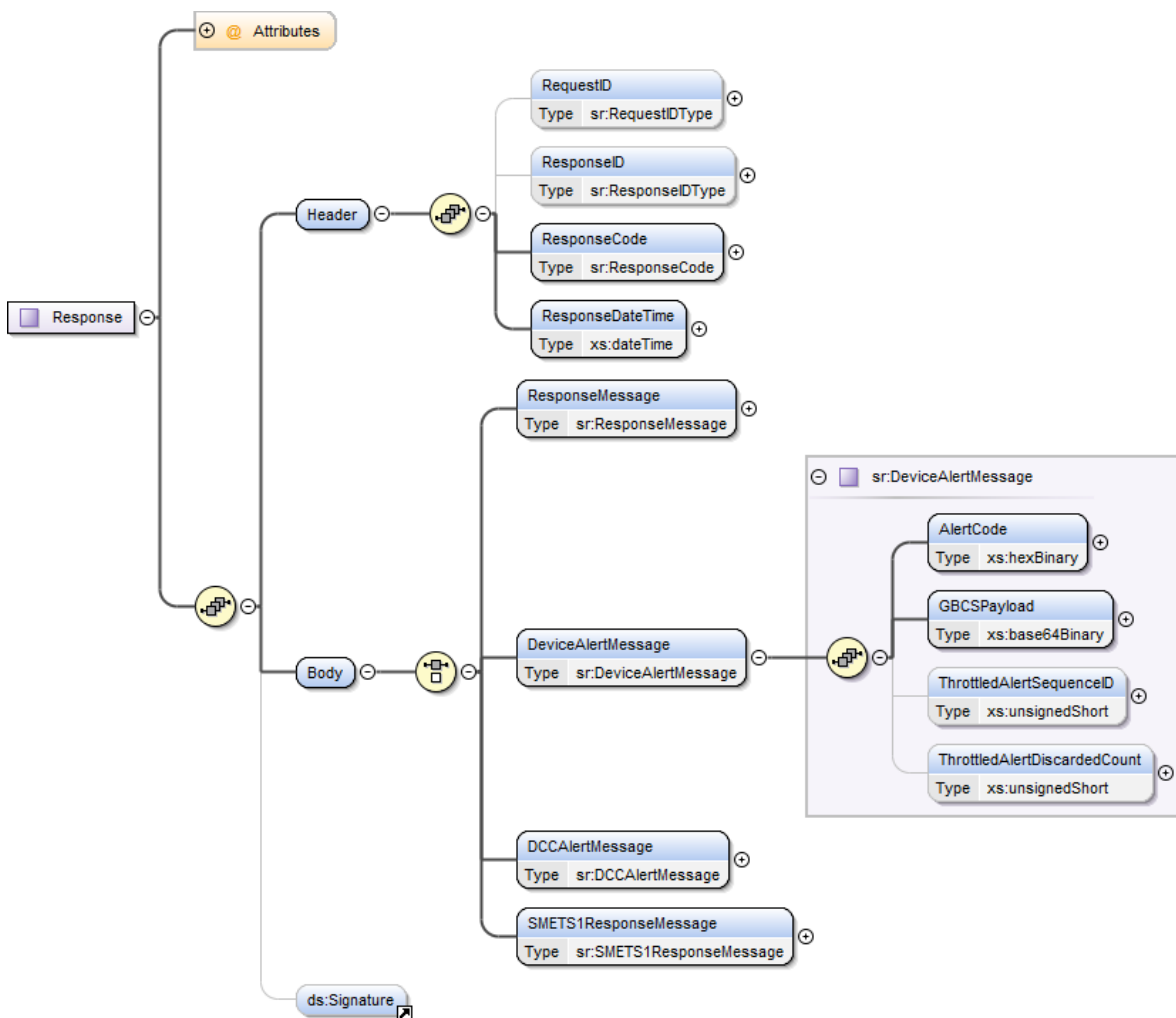 @ Attributes
RequestID
Type sr:RequestIDType
ResponseID
Type sr:ResponseIDType
Header
ResponseCode
Type sr:ResponseCode
Response
ResponseDateTime
Type xs:dateTime
ResponseMessage
Type sr:ResponseMessage
sr:DeviceAlertMessage
AlertCode
Type xs:hexBinary
GBCSPayload
Type xs:base64Binary
DeviceAlertMessage
Type sr:DeviceAlertMessage
Body
ThrottledAlertSequenceID
Type xs:unsignedShort
ThrottledAlertDiscardedCount
Type xs:unsignedShort
DCCAlertMessage
Type sr:DCCAlertMessage
SMETS1ResponseMessage
Type sr:SMETS1ResponseMessage
ds:Signature